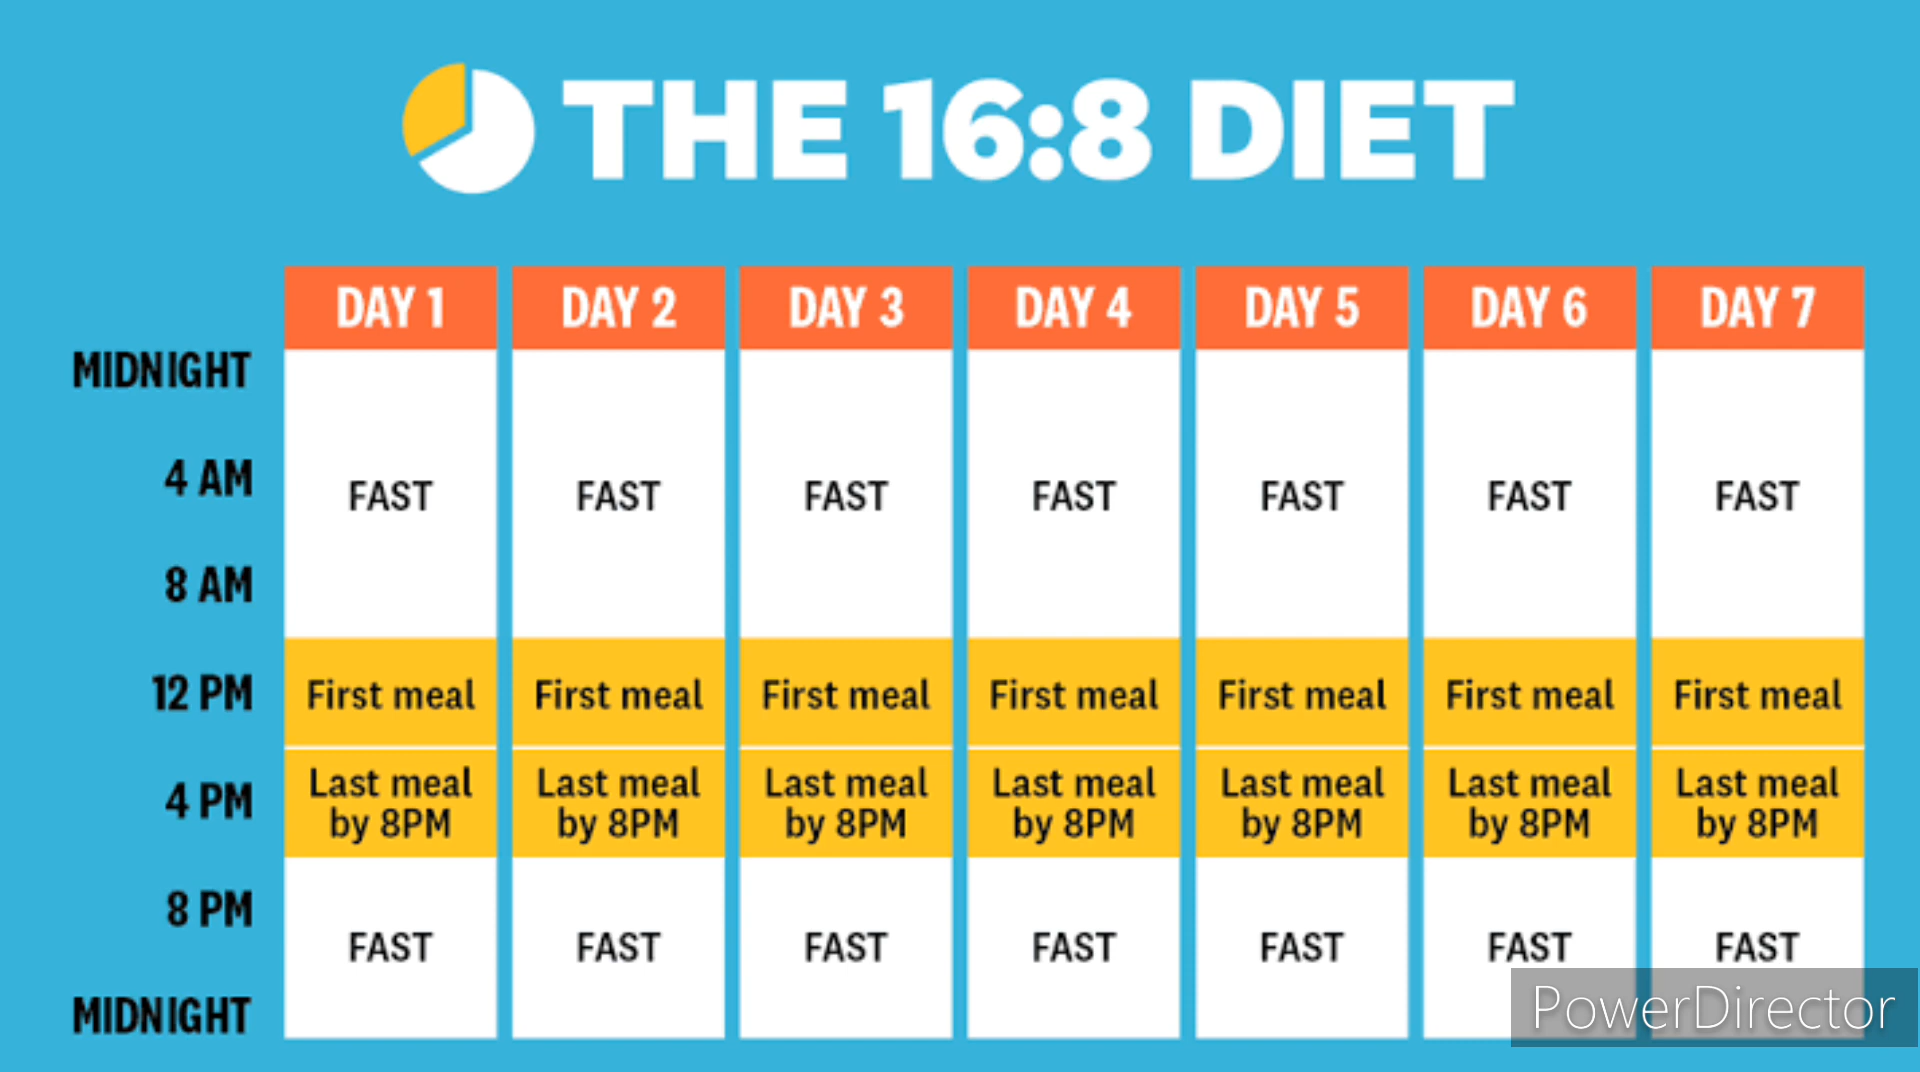 THE 16:8 DIET
DAY 1 DAY 2 DAY 3 DAY 4 DAY 5 DAY 6 DAY 7
MIDNIGHT
4 AM
FAST FAST FAST FAST FAST FAST FAST
8 AM
12 PM First meal First meal First meal First meal First meal First meal First meal
Last meal Last meal Last meal Last meal Last meal Last meal Last meal
4 PM
by 8PM by 8PM by 8PM by 8PM by 8PM by 8PM by 8PM
8 PM
FAST FAST FAST FAST FAST FAST FAST
MIDNIGHT
PowerDirector